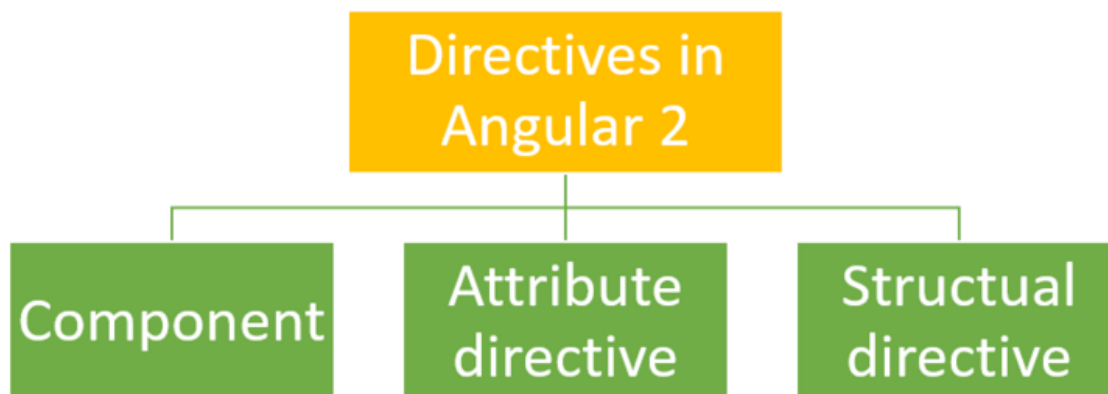 Directives in
Angular 2
Component
Attribute
directive
Structual
directive